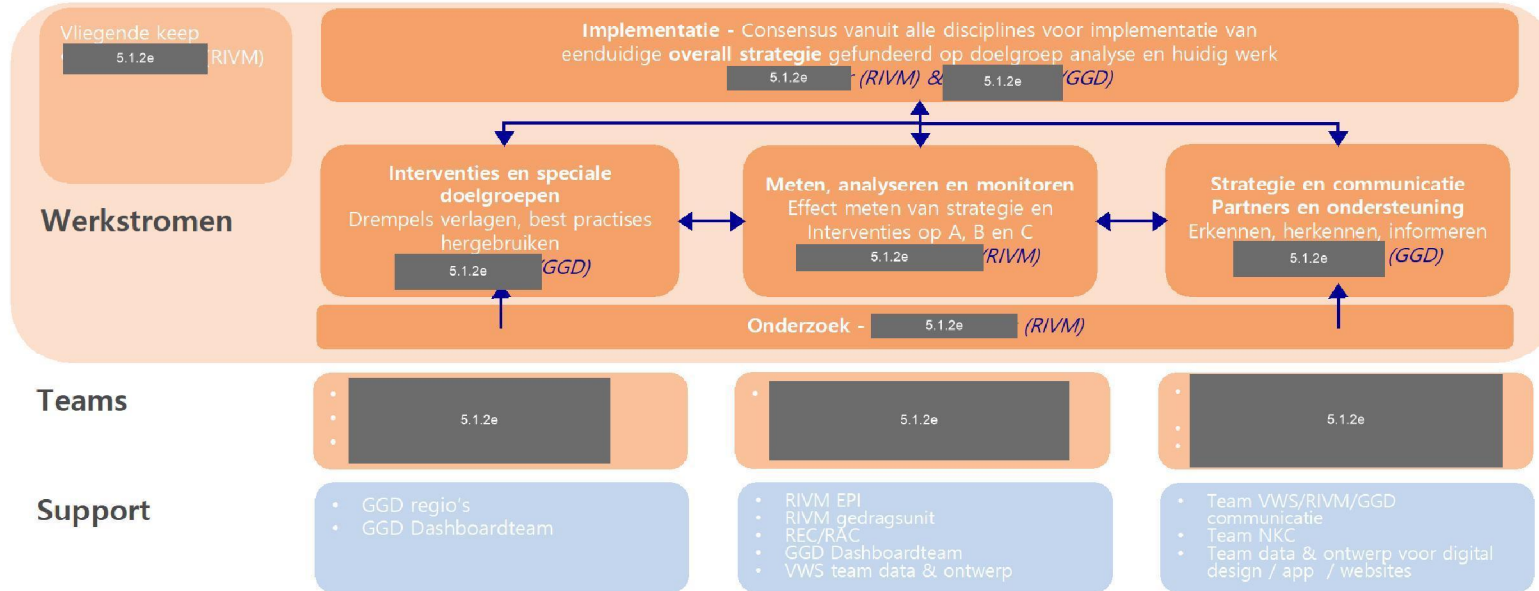 Vliegende keep
5.1.2e (RIVM)
Implementatie - Consensus vanuit alle disciplines voor implementatie van
eenduidige overall strategie gefundeerd op doelgroep analyse en huidig werk
5.1.2e (RIVM) & 5.1.2e (GGD)
Werkstromen
Interventies en speciale
doelgroepen
Drempels verlagen, best practises
hergebruiken
5.1.2e (GGD)
Meten, analyseren en monitoren
Effect meten van strategie en
Interventies op A, B en C
5.1.2e (RIVM)
Strategie en communicatie
Partners en ondersteuning
Erkennen, herkennen, informeren
5.1.2e (GGD)
Onderzoek - 5.1.2e (RIVM)
Teams
5.1.2e
5.1.2e
5.1.2e
Support
• GGD regio's
• GGD Dashboardteam
• RIVM EPI
• RIVM gedragsunit
• REC/RAC
• GGD Dashboardteam
• VWS team data & ontwerp
• Team VWS/RIVM/GGD
communicatie
• Team NKC
• Team data & ontwerp voor digital
design / app / websites